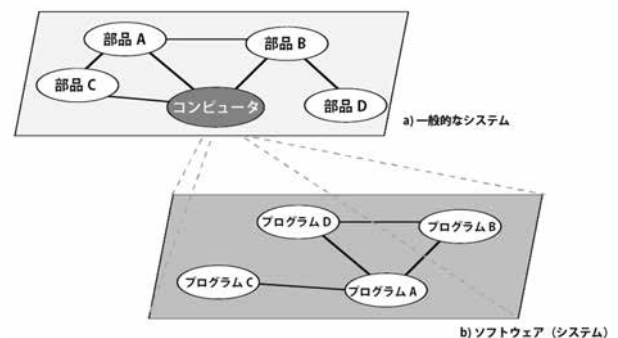 部品 A
部品 B
部品 C
コンピュータ
部品 D
a) 一般的なシステム
プログラム D
プログラム B
プログラム C
プログラム A
b) ソフトウェア（システム）